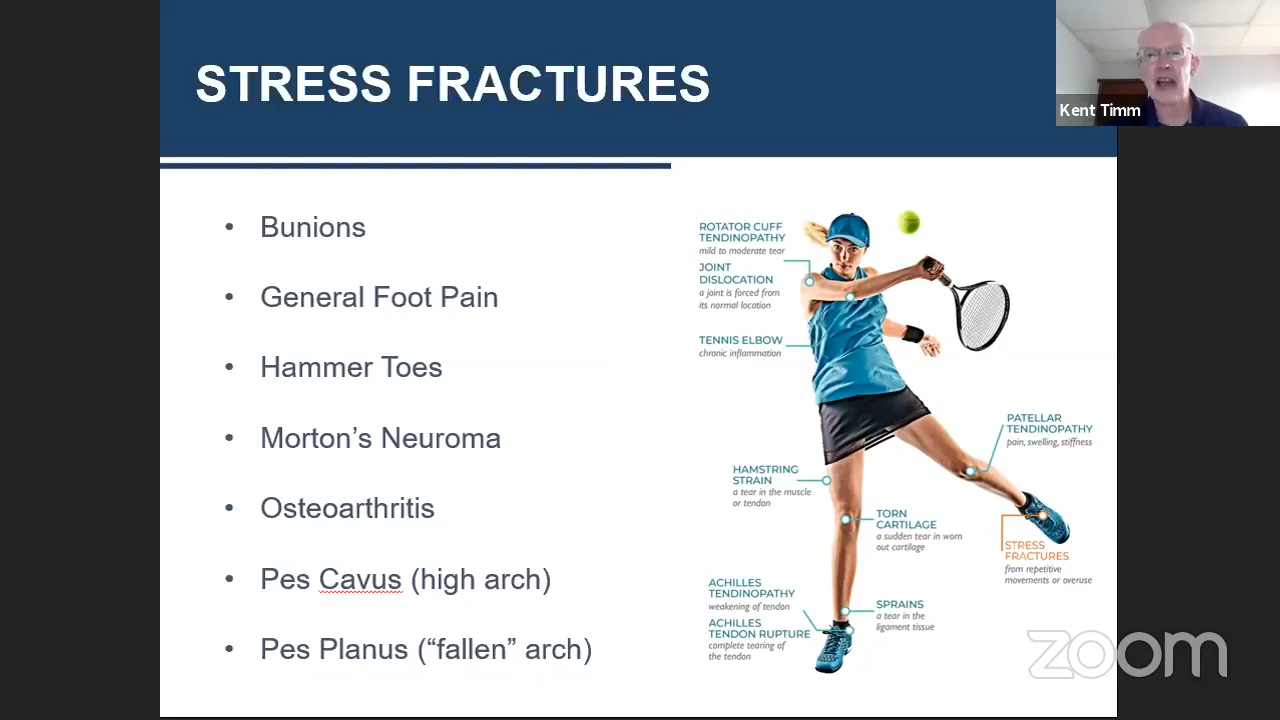 STRESS FRACTURES
Kent Timm
• Bunions
• General Foot Pain
• Hammer Toes
• Morton's Neuroma
• Osteoarthritis
• Pes Cavus (high arch)
• Pes Planus (“fallen” arch)
ROTATOR CUFF
TENDINOPATHY
mild to moderate tear
JOINT
DISLOCATION
a joint is forced from
its normal location
TENNIS ELBOW
chronic inflammation
PATELLAR
TENDINOPATHY
pain, swelling, stiffness
HAMSTRING
STRAIN
a tear in the muscle
or tendon
TORN
CARTILAGE
a sudden tear in worn
out cartilage
STRESS
FRACTURES
from repetitive
movements or overuse
ACHILLES
TENDINOPATHY
weakening of tendon
ACHILLES
TENDON RUPTURE
complete tearing of
the tendon
SPRAINS
a tear in the
ligament tissue
zoom